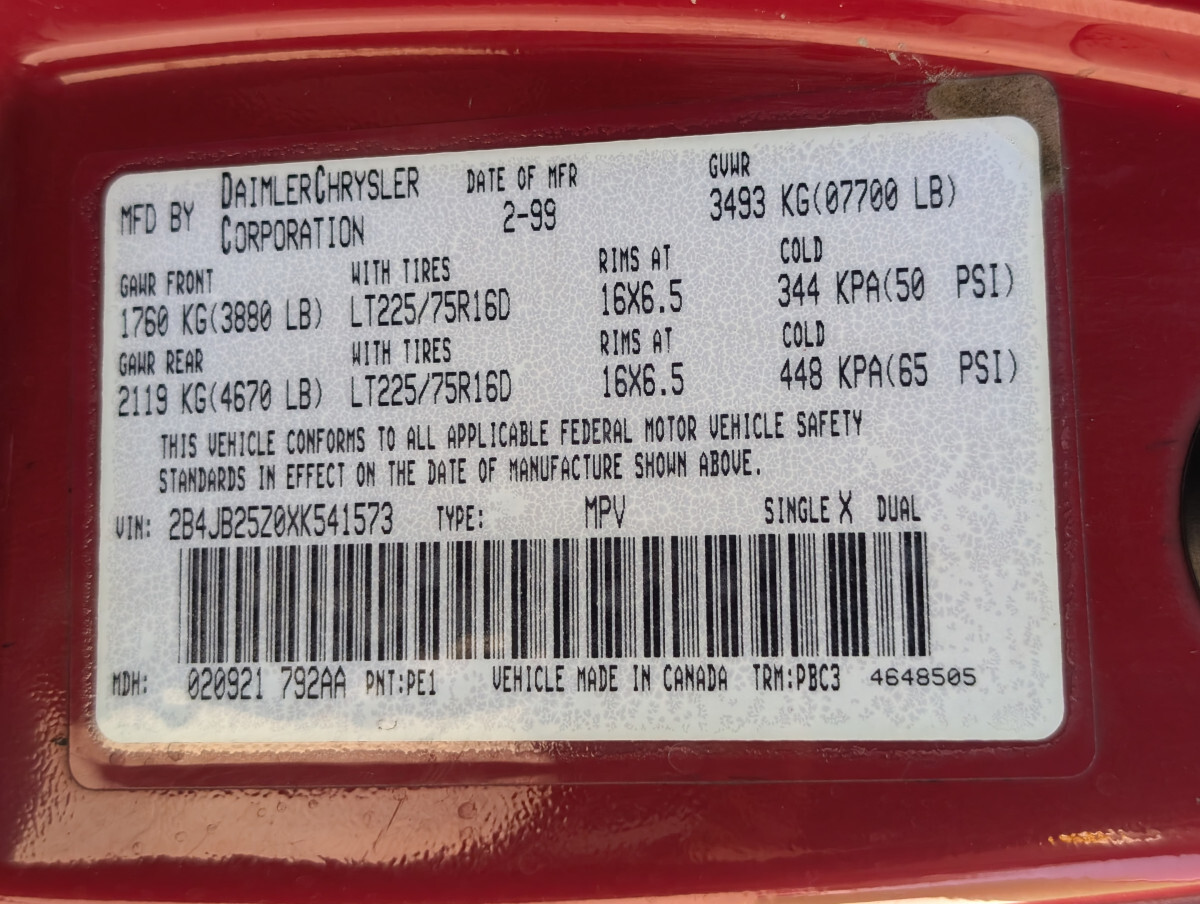 MFD BY DAIMLERCHRYSLER CORPORATION DATE OF MFR 2-99 GVWR 3493 KG(07700 LB)
GAWR FRONT WITH TIRES RIMS AT COLD
1760 KG(3880 LB) LT225/75R16D 16X6.5 344 KPA(50 PSI)
GAWR REAR WITH TIRES RIMS AT COLD
2119 KG(4670 LB) LT225/75R16D 16X6.5 448 KPA(65 PSI)
THIS VEHICLE CONFORMS TO ALL APPLICABLE FEDERAL MOTOR VEHICLE SAFETY
STANDARDS IN EFFECT ON THE DATE OF MANUFACTURE SHOWN ABOVE.
VIN: 2B4JB25Z0XK541573 TYPE: MPV SINGLE X DUAL
MDH: 020921 792AA PNT:PE1 VEHICLE MADE IN CANADA TRM:PBC3 4648505